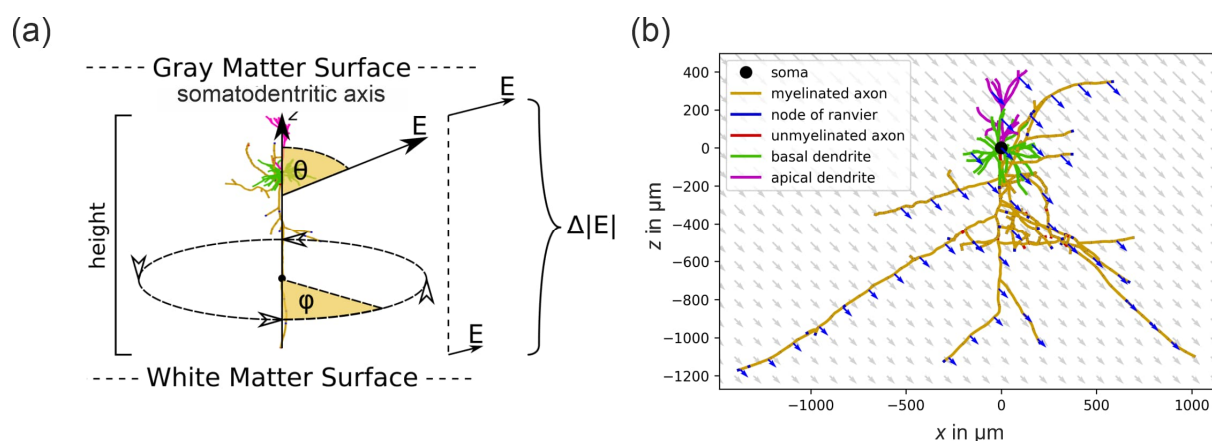 (a)
Gray Matter Surface
somatodentritic axis
z
E
E
θ
height
Δ|E|
φ
E
White Matter Surface
(b)
soma
myelinated axon
node of ranvier
unmyelinated axon
basal dendrite
apical dendrite
400
200
0
−200
−400
−600
−800
−1000
−1200
z in µm
−1000
−500
0
500
1000
x in µm